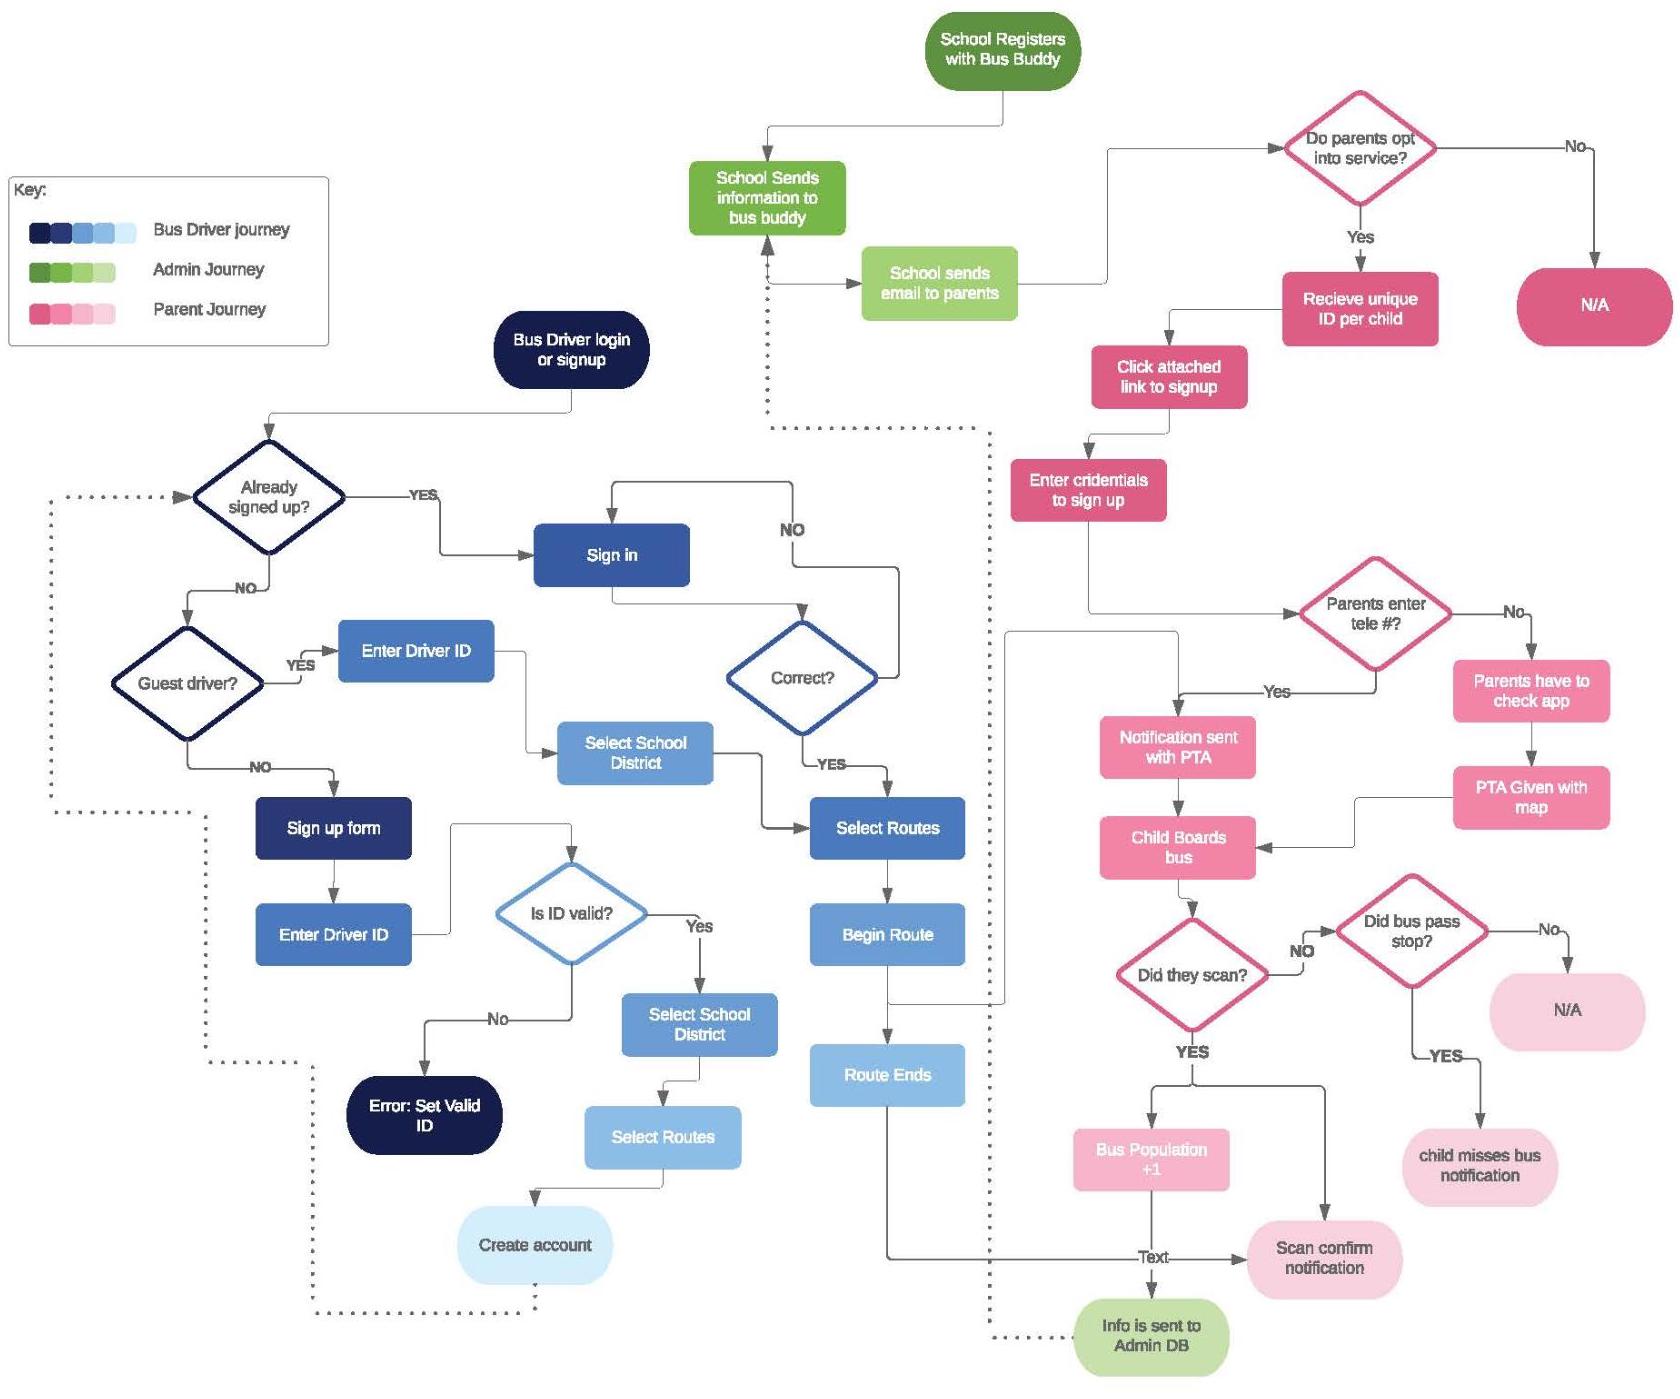 School Registers
with Bus Buddy
Do parents opt
into service?
No
School Sends
information to
bus buddy
Key:
Bus Driver journey
Admin Journey
Parent Journey
Yes
School sends
email to parents
Recieve unique
ID per child
N/A
Bus Driver login
or signup
Click attached
link to signup
Already
signed up?
YES
Enter cridentials
to sign up
NO
Sign in
NO
Parents enter
tele #?
No
Guest driver?
YES
Enter Driver ID
Correct?
Parents have to
check app
Yes
Select School
District
Notification sent
with PTA
NO
YES
PTA Given with
map
Sign up form
Select Routes
Child Boards
bus
Is ID valid?
Yes
Enter Driver ID
Begin Route
Did they scan?
NO
Did bus pass
stop?
No
N/A
No
Select School
District
YES
YES
Route Ends
Error: Set Valid
ID
Select Routes
Bus Population
+1
child misses bus
notification
Create account
Text
Scan confirm
notification
Info is sent to
Admin DB